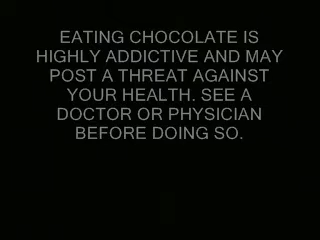 EATING CHOCOLATE IS
HIGHLY ADDICTIVE AND MAY
POST A THREAT AGAINST
YOUR HEALTH. SEE A
DOCTOR OR PHYSICIAN
BEFORE DOING SO.